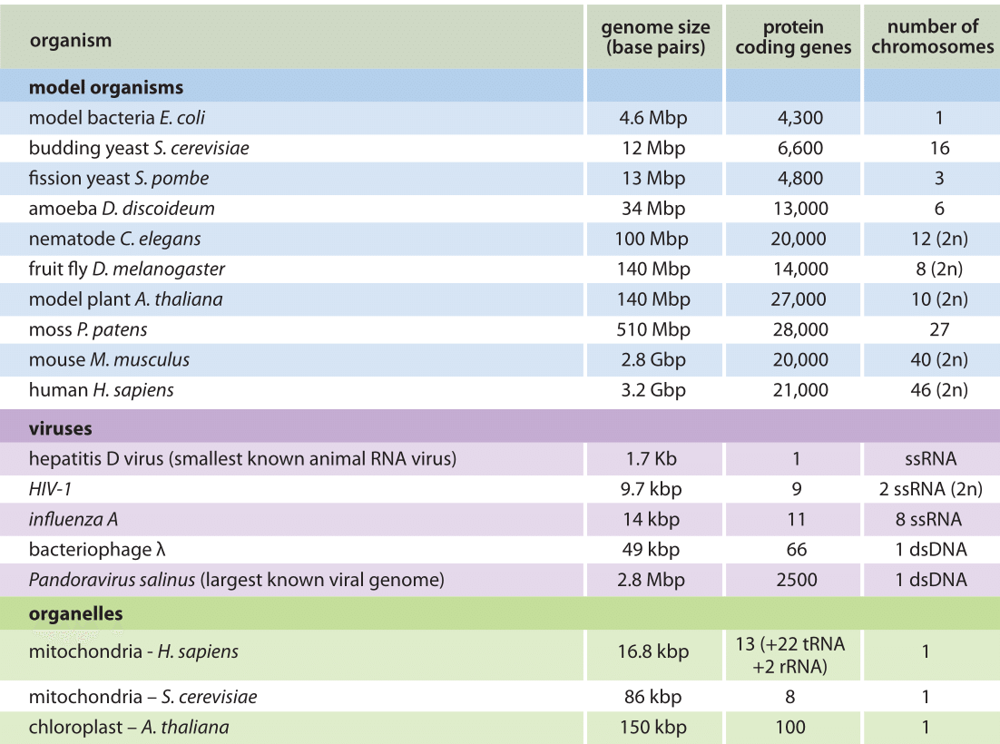 organism genome size (base pairs) protein coding genes number of chromosomes
model organisms
model bacteria E. coli 4.6 Mbp 4,300 1
budding yeast S. cerevisiae 12 Mbp 6,600 16
fission yeast S. pombe 13 Mbp 4,800 3
amoeba D. discoideum 34 Mbp 13,000 6
nematode C. elegans 100 Mbp 20,000 12 (2n)
fruit fly D. melanogaster 140 Mbp 14,000 8 (2n)
model plant A. thaliana 140 Mbp 27,000 10 (2n)
moss P. patens 510 Mbp 28,000 27
mouse M. musculus 2.8 Gbp 20,000 40 (2n)
human H. sapiens 3.2 Gbp 21,000 46 (2n)
viruses
hepatitis D virus (smallest known animal RNA virus) 1.7 Kb 1 ssRNA
HIV-1 9.7 kbp 9 2 ssRNA (2n)
influenza A 14 kbp 11 8 ssRNA
bacteriophage λ 49 kbp 66 1 dsDNA
Pandoravirus salinus (largest known viral genome) 2.8 Mbp 2500 1 dsDNA
organelles
mitochondria - H. sapiens 16.8 kbp 13 (+22 tRNA +2 rRNA) 1
mitochondria – S. cerevisiae 86 kbp 8 1
chloroplast – A. thaliana 150 kbp 100 1